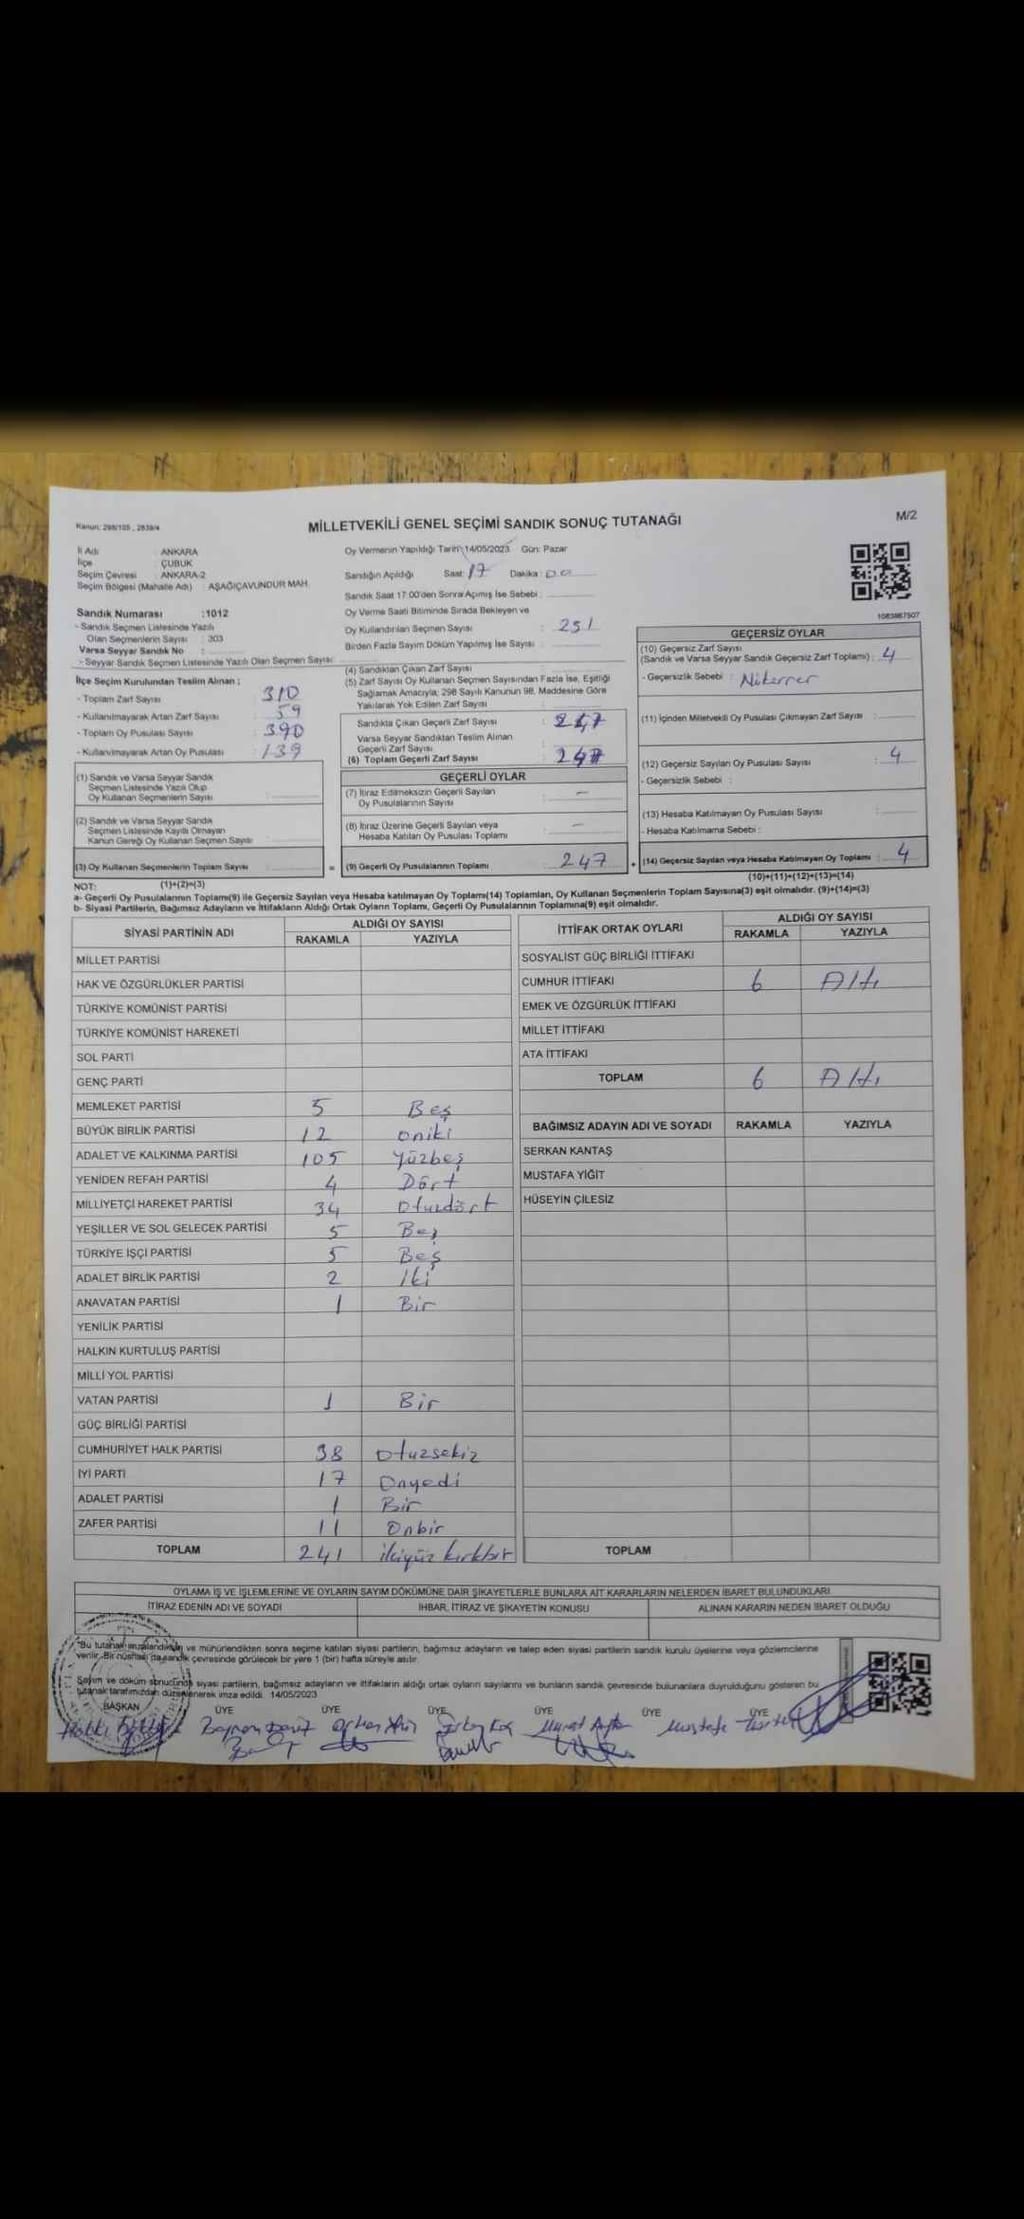 Kanun: 298/105 , 2839/4
MİLLETVEKİLİ GENEL SEÇİMİ SANDIK SONUÇ TUTANAĞI
M/2
İl Adı : ANKARA
İlçe : ÇUBUK
Seçim Çevresi : ANKARA-2
Seçim Bölgesi (Mahalle Adı) : AŞAĞIÇAVUNDUR MAH.
Sandık Numarası :1012
- Sandık Seçmen Listesinde Yazılı
Olan Seçmenlerin Sayısı : 303
Varsa Seyyar Sandık No :
- Seyyar Sandık Seçmen Listesinde Yazılı Olan Seçmen Sayısı:
İlçe Seçim Kurulundan Teslim Alınan ;
- Toplam Zarf Sayısı : 310
- Kullanılmayarak Artan Zarf Sayısı : 59
- Toplam Oy Pusulası Sayısı : 390
- Kullanılmayarak Artan Oy Pusulası : 139
Oy Vermenin Yapıldığı Tarih: 14/05/2023 Gün: Pazar
Sandığın Açıldığı Saat: 17 Dakika : 00
Sandık Saat 17:00'den Sonra Açımış İse Sebebi :
Oy Verme Saati Bitiminde Sırada Bekleyen ve
Oy Kullandırılan Seçmen Sayısı : 251
Birden Fazla Sayım Döküm Yapılmış İse Sayısı :
(4) Sandıktan Çıkan Zarf Sayısı
(5) Zarf Sayısı Oy Kullanan Seçmen Sayısından Fazla İse, Eşitliği
Sağlamak Amacıyla; 298 Sayılı Kanunun 98. Maddesine Göre
Yakılarak Yok Edilen Zarf Sayısı :
Sandıkta Çıkan Geçerli Zarf Sayısı : 247
Varsa Seyyar Sandıktan Teslim Alınan
Geçerli Zarf Sayısı :
(6) Toplam Geçerli Zarf Sayısı : 247
1083867507
GEÇERSİZ OYLAR
(10) Geçersiz Zarf Sayısı
(Sandık ve Varsa Seyyar Sandık Geçersiz Zarf Toplamı) : 4
- Geçersizlik Sebebi :
(11) İçinden Milletvekili Oy Pusulası Çıkmayan Zarf Sayısı :
(12) Geçersiz Sayılan Oy Pusulası Sayısı : 4
- Geçersizlik Sebebi :
(13) Hesaba Katılmayan Oy Pusulası Sayısı
- Hesaba Katılmama Sebebi :
(1) Sandık ve Varsa Seyyar Sandık
Seçmen Listesinde Yazılı Olup
Oy Kullanan Seçmenlerin Sayısı :
(2) Sandık ve Varsa Seyyar Sandık
Seçmen Listesinde Kayıtlı Olmayan
Kanun Gereği Oy Kullanan Seçmen Sayısı :
GEÇERLİ OYLAR
(7) İtiraz Edilmeksizin Geçerli Sayılan
Oy Pusulalarının Sayısı : –
(8) İtiraz Üzerine Geçerli Sayılan veya
Hesaba Katılan Oy Pusulası Toplamı : –
(3) Oy Kullanan Seçmenlerin Toplam Sayısı : = (9) Geçerli Oy Pusulalarının Toplamı : 247 + (14) Geçersiz Sayılan veya Hesaba Katılmayan Oy Toplamı : 4
NOT: (1)+(2)=(3) (10)+(11)+(12)+(13)=(14)
a- Geçerli Oy Pusulalarının Toplamı(9) ile Geçersiz Sayılan veya Hesaba katılmayan Oy Toplamı(14) Toplamları, Oy Kullanan Seçmenlerin Toplam Sayısına(3) eşit olmalıdır. (9)+(14)=(3)
b- Siyasi Partilerin, Bağımsız Adayların ve İttifakların Aldığı Ortak Oyların Toplamı, Geçerli Oy Pusulalarının Toplamına(9) eşit olmalıdır.
SİYASİ PARTİNİN ADI ALDIĞI OY SAYISI
RAKAMLA YAZIYLA
MİLLET PARTİSİ
HAK VE ÖZGÜRLÜKLER PARTİSİ
TÜRKİYE KOMÜNİST PARTİSİ
TÜRKİYE KOMÜNİST HAREKETİ
SOL PARTİ
GENÇ PARTİ
MEMLEKET PARTİSİ 5 Beş
BÜYÜK BİRLİK PARTİSİ 12 oniki
ADALET VE KALKINMA PARTİSİ 105 Yüzbeş
YENİDEN REFAH PARTİSİ 4 Dört
MİLLİYETÇİ HAREKET PARTİSİ 34 Otuzdört
YEŞİLLER VE SOL GELECEK PARTİSİ 5 Beş
TÜRKİYE İŞÇİ PARTİSİ 5 Beş
ADALET BİRLİK PARTİSİ 2 İki
ANAVATAN PARTİSİ 1 Bir
YENİLİK PARTİSİ
HALKIN KURTULUŞ PARTİSİ
MİLLİ YOL PARTİSİ
VATAN PARTİSİ 1 Bir
GÜÇ BİRLİĞİ PARTİSİ
CUMHURİYET HALK PARTİSİ 38 Otuzsekiz
İYİ PARTİ 17 Onyedi
ADALET PARTİSİ 1 Bir
ZAFER PARTİSİ 11 Onbir
TOPLAM 241 ikiyüz kırkbir
İTTİFAK ORTAK OYLARI ALDIĞI OY SAYISI
RAKAMLA YAZIYLA
SOSYALİST GÜÇ BİRLİĞİ İTTİFAKI
CUMHUR İTTİFAKI 6 Altı
EMEK VE ÖZGÜRLÜK İTTİFAKI
MİLLET İTTİFAKI
ATA İTTİFAKI
TOPLAM 6 Altı
BAĞIMSIZ ADAYIN ADI VE SOYADI RAKAMLA YAZIYLA
SERKAN KANTAŞ
MUSTAFA YİĞİT
HÜSEYİN ÇİLESİZ
TOPLAM
OYLAMA İŞ VE İŞLEMLERİNE VE OYLARIN SAYIM DÖKÜMÜNE DAİR ŞİKAYETLERLE BUNLARA AİT KARARLARIN NELERDEN İBARET BULUNDUKLARI
İTİRAZ EDENİN ADI VE SOYADI İHBAR, İTİRAZ VE ŞİKAYETİN KONUSU ALINAN KARARIN NEDEN İBARET OLDUĞU
"Bu tutanak imzalandıktan ve mühürlendikten sonra seçime katılan siyasi partilerin, bağımsız adayların ve talep eden siyasi partilerin sandık kurulu üyelerine veya gözlemcilerine
verilir. Bir nüshası da sandık çevresinde görülecek bir yere 1 (bir) hafta süreyle asılır.
Sayım ve döküm sonucunda siyasi partilerin, bağımsız adayların ve ittifakların aldığı ortak oyların sayılarını ve bunların sandık çevresinde bulunanlara duyrulduğunu gösteren bu
tutanak tarafımızdan düzenlenerek imza edildi. 14/05/2023
BAŞKAN ÜYE ÜYE ÜYE ÜYE ÜYE ÜYE